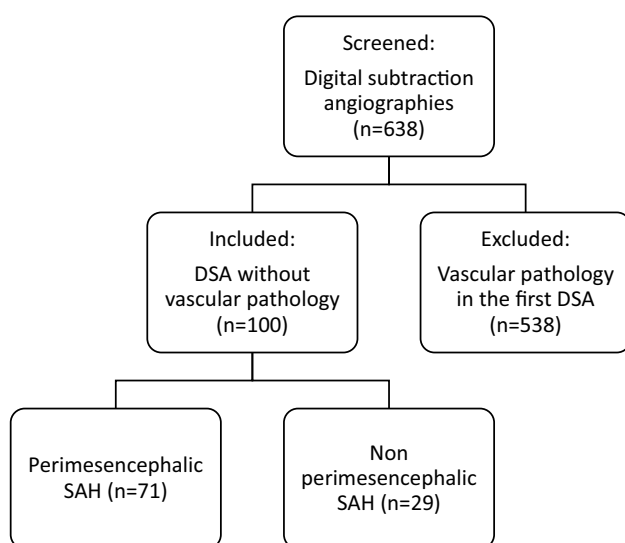 Screened:
Digital subtraction
angiographies
(n=638)
Included:
DSA without
vascular pathology
(n=100)
Excluded:
Vascular pathology
in the first DSA
(n=538)
Perimesencephalic
SAH (n=71)
Non
perimesencephalic
SAH (n=29)